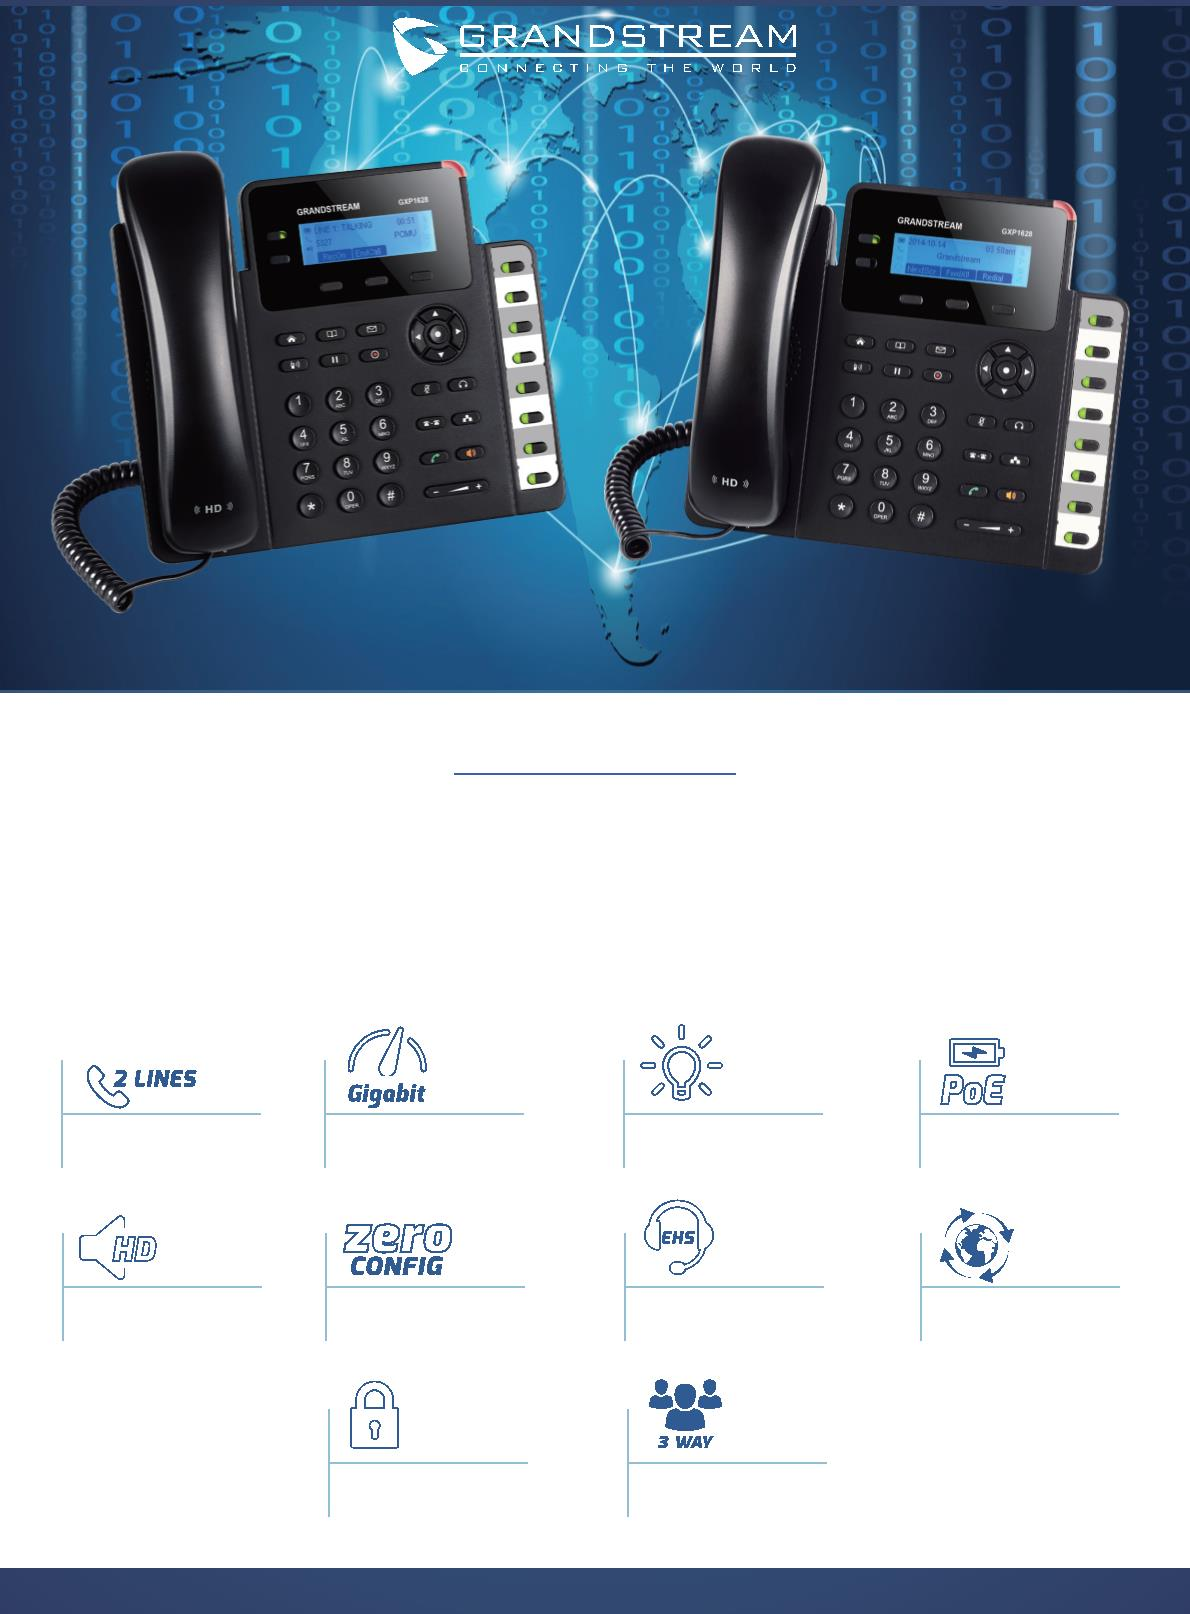 GRANDSTREAM
CONNECTING THE WORLD
GRANDSTREAM GXP1628
LINE 1: TALKING 00:51
5327 PCMU
EndCall
1 2 ABC 3 DEF
4 GHI 5 JKL 6 MNO
7 PQRS 8 TUV 9 WXYZ
* 0 OPER #
- +
HD
GRANDSTREAM GXP1628
2014-10-14
Grandstream
NextScr FwdAll Redial
1 2 ABC 3 DEF
4 GHI 5 JKL 6 MNO
7 PQRS 8 TUV 9 WXYZ
* 0 OPER #
- +
HD
2 LINES
Gigabit
PoE
HD
zero
CONFIG
EHS
3 WAY